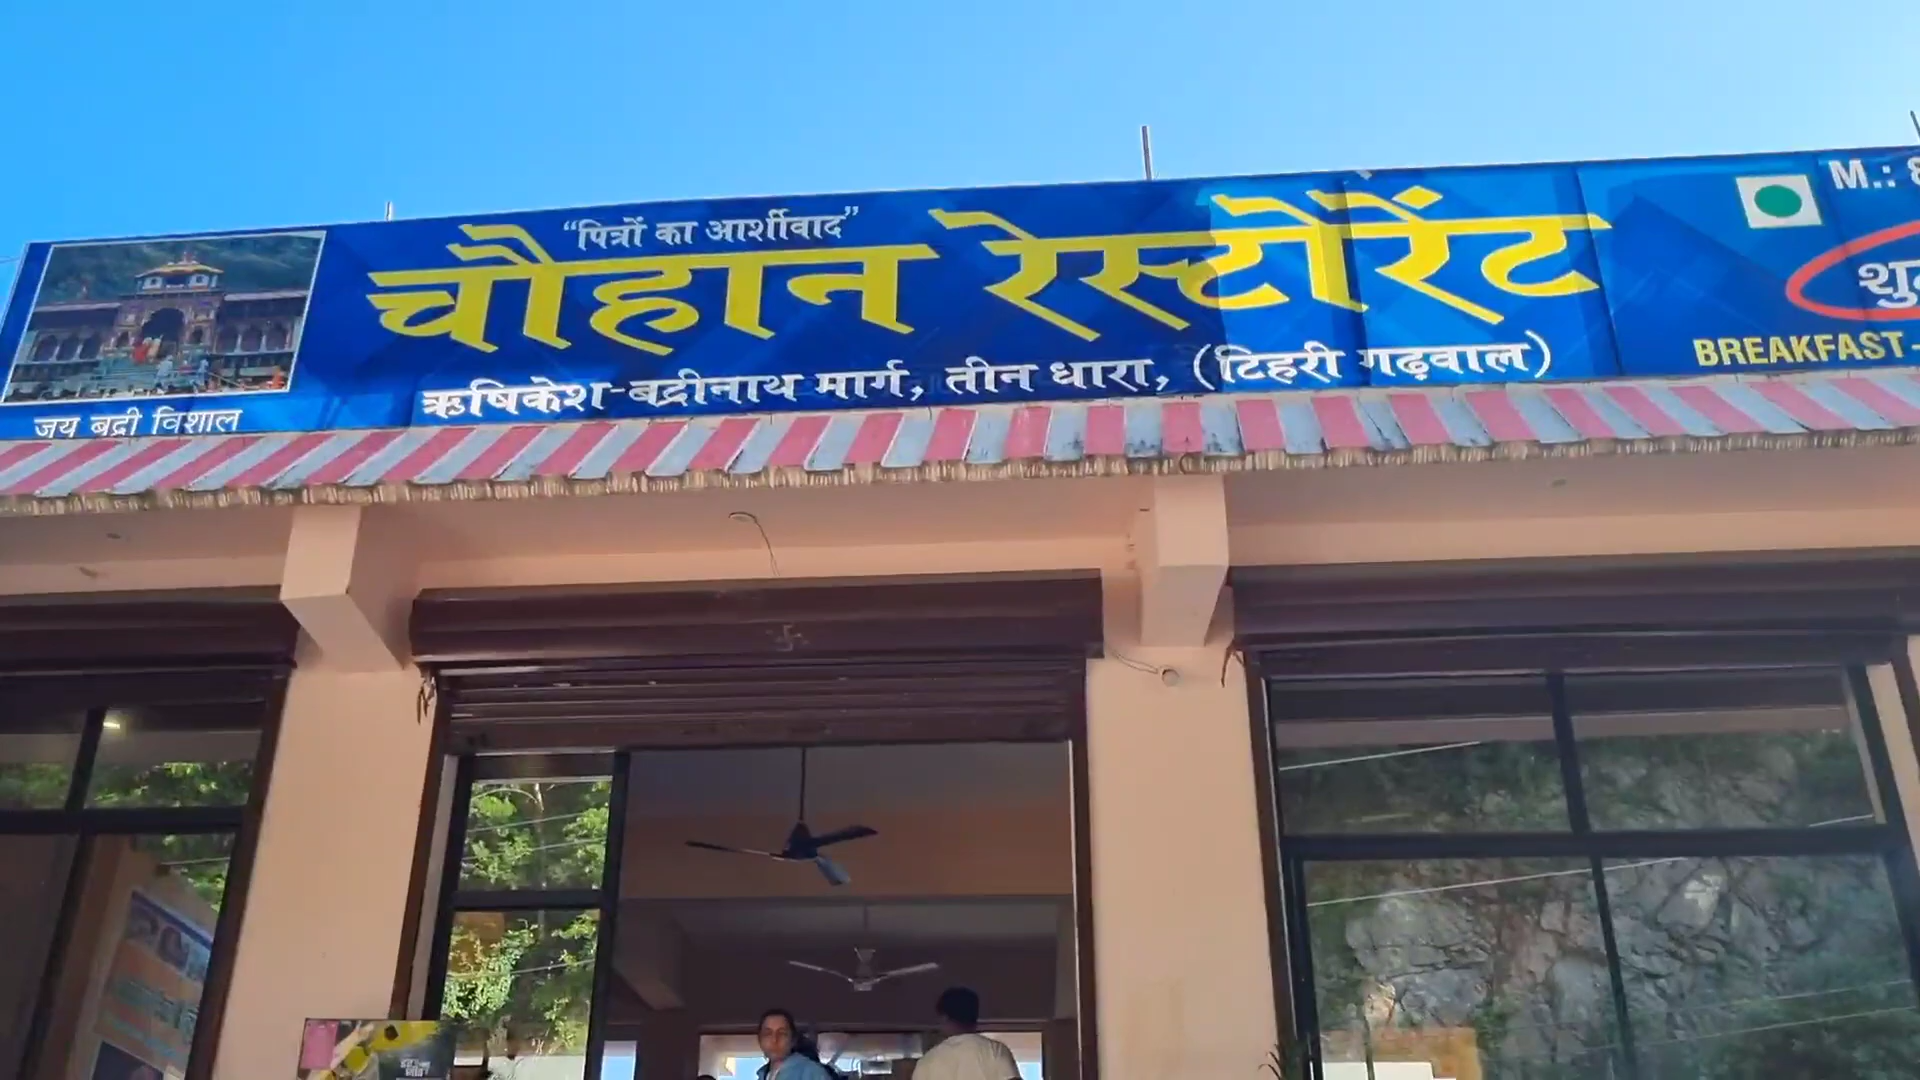 “पित्रों का आर्शीवाद”
चौहान रेस्टोरेंट
ऋषिकेश-बद्रीनाथ मार्ग, तीन धारा, (टिहरी गढ़वाल)
जय बद्री विशाल
M.:
BREAKFAST-